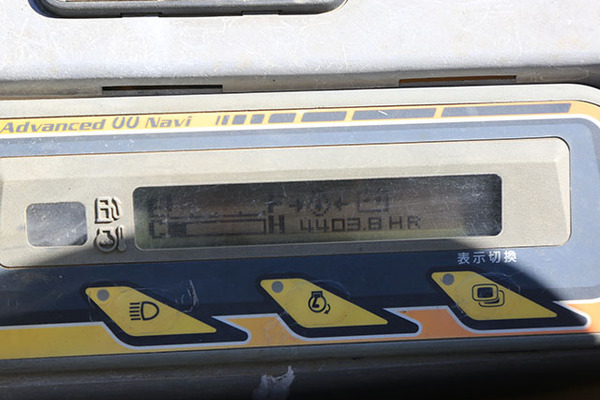 Advanced 00 Navi
E F
C H 4403.8 HR
表示切換